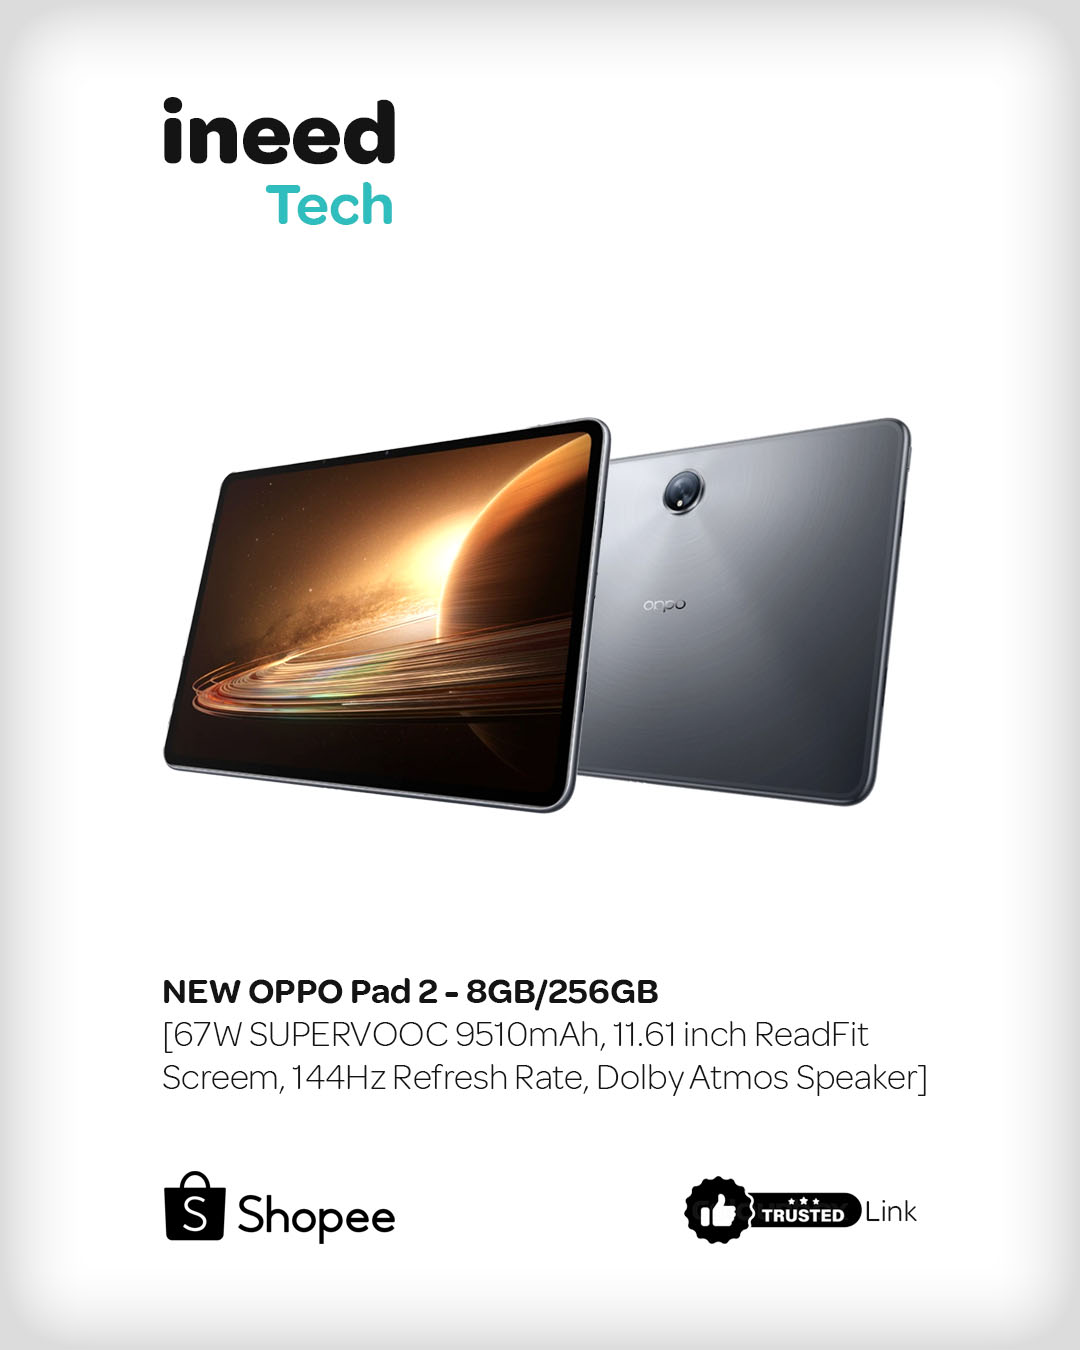 ineed
Tech
oppo
NEW OPPO Pad 2 - 8GB/256GB
[67W SUPERVOOC 9510mAh, 11.61 inch ReadFit
Screem, 144Hz Refresh Rate, Dolby Atmos Speaker]
S Shopee
TRUSTED Link